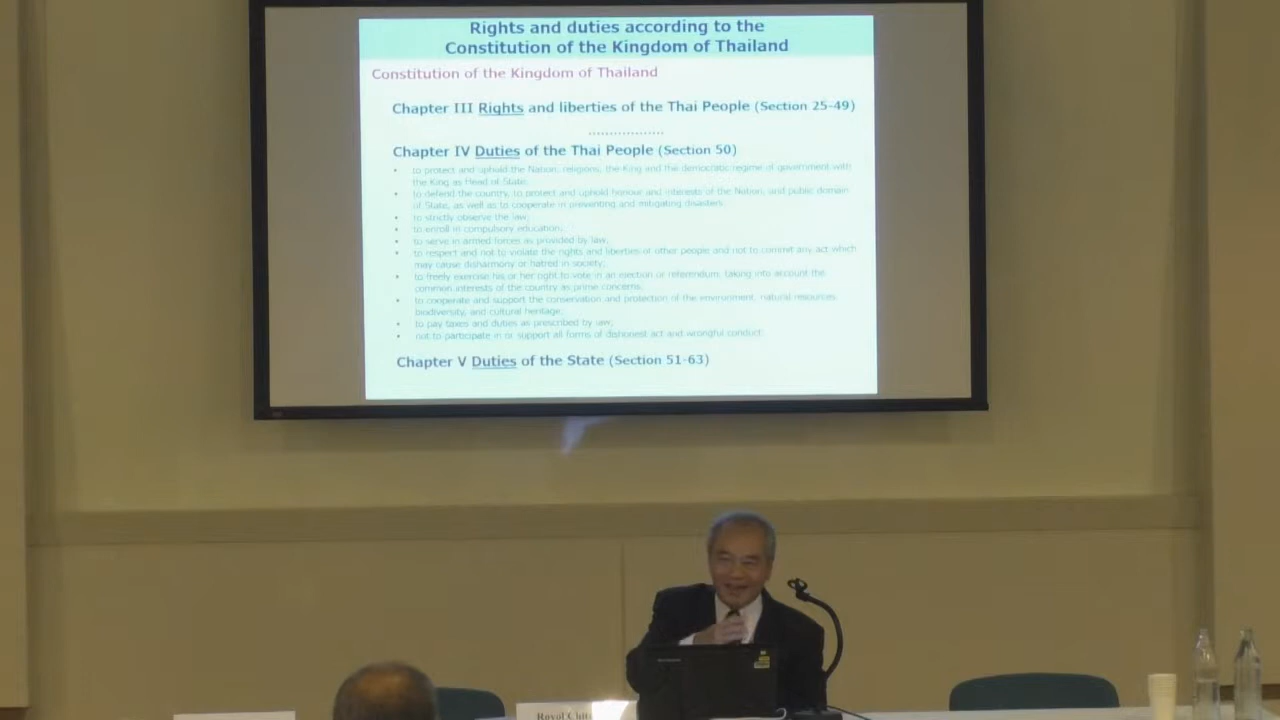 Rights and duties according to the
Constitution of the Kingdom of Thailand
Constitution of the Kingdom of Thailand
Chapter III Rights and liberties of the Thai People (Section 25-49)
..................
Chapter IV Duties of the Thai People (Section 50)
• to protect and uphold the Nation, religions, the King and the democratic regime of government with
the King as Head of State;
• to defend the country, to protect and uphold honour and interests of the Nation, and public domain
of State, as well as to cooperate in preventing and mitigating disasters;
• to strictly observe the law;
• to enroll in compulsory education;
• to serve in armed forces as provided by law;
• to respect and not to violate the rights and liberties of other people and not to commit any act which
may cause disharmony or hatred in society;
• to freely exercise his or her right to vote in an election or referendum, taking into account the
common interests of the country as prime concerns;
• to cooperate and support the conservation and protection of the environment, natural resources,
biodiversity, and cultural heritage;
• to pay taxes and duties as prescribed by law;
• not to participate in or support all forms of dishonest act and wrongful conduct.
Chapter V Duties of the State (Section 51-63)
Royol